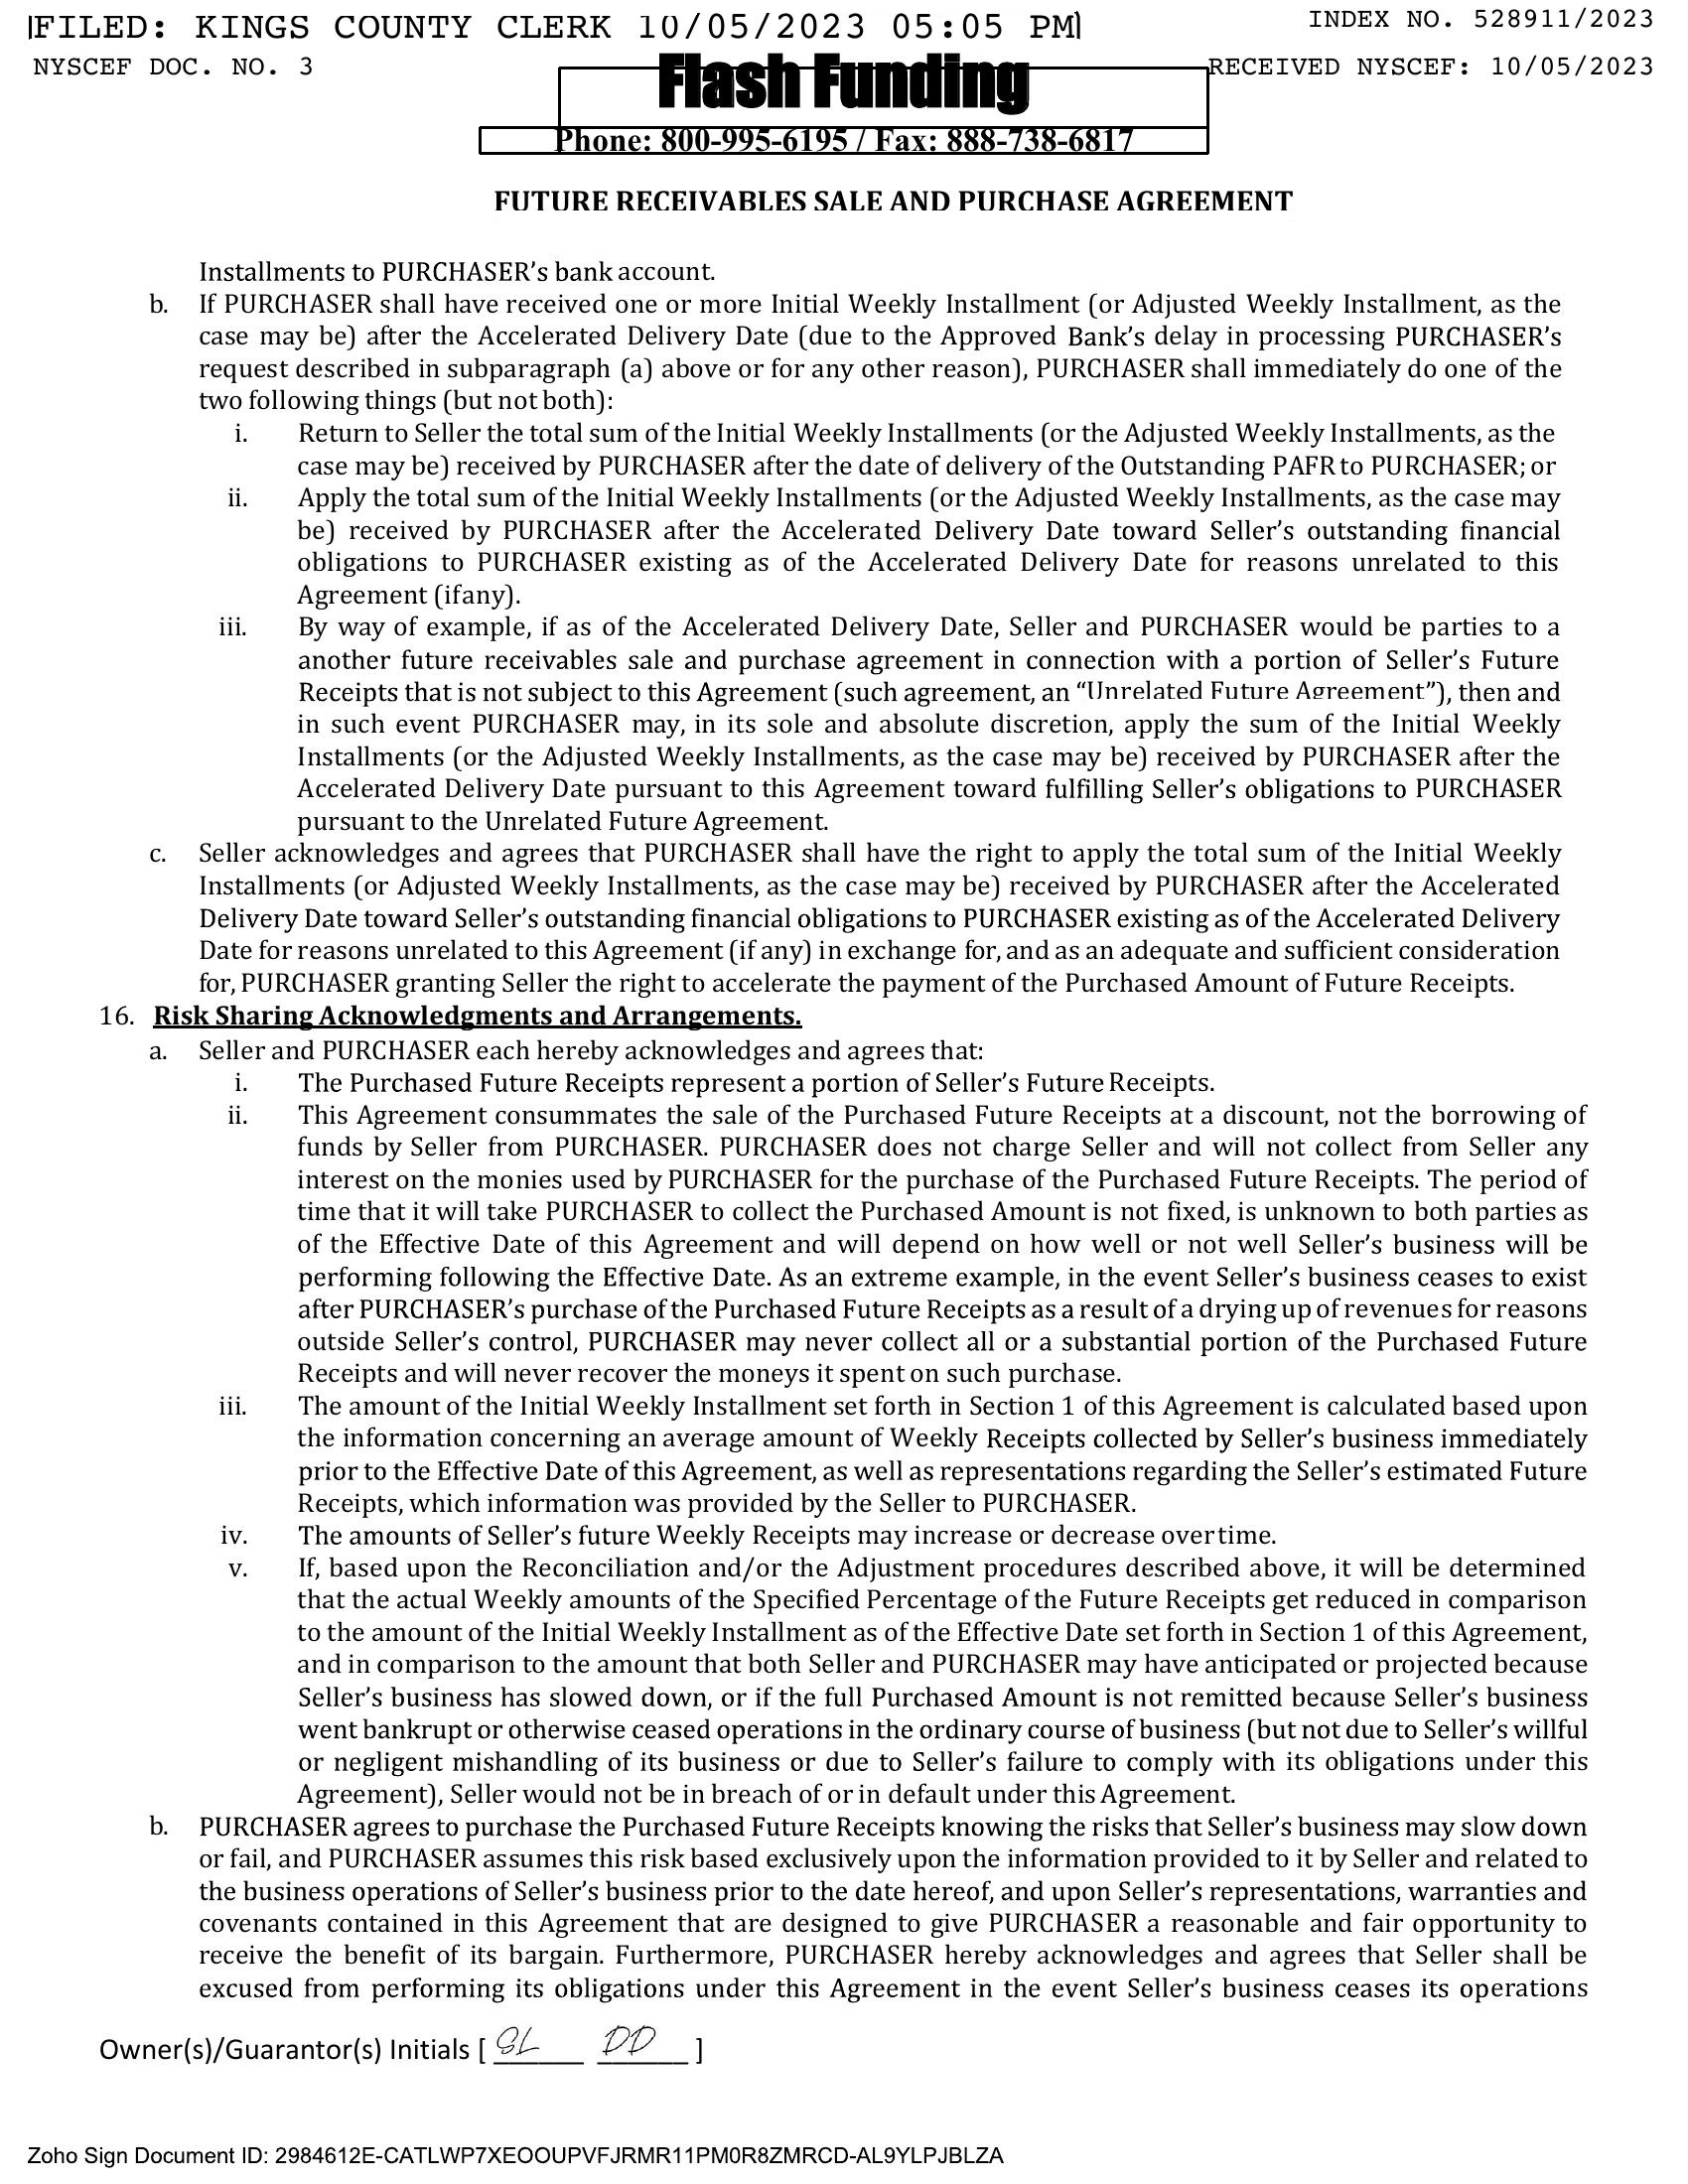 FILED: KINGS COUNTY CLERK 10/05/2023 05:05 PM
INDEX NO. 528911/2023
NYSCEF DOC. NO. 3
RECEIVED NYSCEF: 10/05/2023
Flash Funding
Phone: 800-995-6195 / Fax: 888-738-6817
FUTURE RECEIVABLES SALE AND PURCHASE AGREEMENT
Installments to PURCHASER's bank account.
b. If PURCHASER shall have received one or more Initial Weekly Installment (or Adjusted Weekly Installment, as the
case may be) after the Accelerated Delivery Date (due to the Approved Bank's delay in processing PURCHASER's
request described in subparagraph (a) above or for any other reason), PURCHASER shall immediately do one of the
two following things (but not both):
i. Return to Seller the total sum of the Initial Weekly Installments (or the Adjusted Weekly Installments, as the
case may be) received by PURCHASER after the date of delivery of the Outstanding PAFR to PURCHASER; or
ii. Apply the total sum of the Initial Weekly Installments (or the Adjusted Weekly Installments, as the case may
be) received by PURCHASER after the Accelerated Delivery Date toward Seller's outstanding financial
obligations to PURCHASER existing as of the Accelerated Delivery Date for reasons unrelated to this
Agreement (ifany).
iii. By way of example, if as of the Accelerated Delivery Date, Seller and PURCHASER would be parties to a
another future receivables sale and purchase agreement in connection with a portion of Seller's Future
Receipts that is not subject to this Agreement (such agreement, an “Unrelated Future Agreement”), then and
in such event PURCHASER may, in its sole and absolute discretion, apply the sum of the Initial Weekly
Installments (or the Adjusted Weekly Installments, as the case may be) received by PURCHASER after the
Accelerated Delivery Date pursuant to this Agreement toward fulfilling Seller's obligations to PURCHASER
pursuant to the Unrelated Future Agreement.
c. Seller acknowledges and agrees that PURCHASER shall have the right to apply the total sum of the Initial Weekly
Installments (or Adjusted Weekly Installments, as the case may be) received by PURCHASER after the Accelerated
Delivery Date toward Seller's outstanding financial obligations to PURCHASER existing as of the Accelerated Delivery
Date for reasons unrelated to this Agreement (if any) in exchange for, and as an adequate and sufficient consideration
for, PURCHASER granting Seller the right to accelerate the payment of the Purchased Amount of Future Receipts.
16. Risk Sharing Acknowledgments and Arrangements.
a. Seller and PURCHASER each hereby acknowledges and agrees that:
i. The Purchased Future Receipts represent a portion of Seller's Future Receipts.
ii. This Agreement consummates the sale of the Purchased Future Receipts at a discount, not the borrowing of
funds by Seller from PURCHASER. PURCHASER does not charge Seller and will not collect from Seller any
interest on the monies used by PURCHASER for the purchase of the Purchased Future Receipts. The period of
time that it will take PURCHASER to collect the Purchased Amount is not fixed, is unknown to both parties as
of the Effective Date of this Agreement and will depend on how well or not well Seller's business will be
performing following the Effective Date. As an extreme example, in the event Seller's business ceases to exist
after PURCHASER's purchase of the Purchased Future Receipts as a result of a drying up of revenues for reasons
outside Seller's control, PURCHASER may never collect all or a substantial portion of the Purchased Future
Receipts and will never recover the moneys it spent on such purchase.
iii. The amount of the Initial Weekly Installment set forth in Section 1 of this Agreement is calculated based upon
the information concerning an average amount of Weekly Receipts collected by Seller's business immediately
prior to the Effective Date of this Agreement, as well as representations regarding the Seller's estimated Future
Receipts, which information was provided by the Seller to PURCHASER.
iv. The amounts of Seller's future Weekly Receipts may increase or decrease over time.
v. If, based upon the Reconciliation and/or the Adjustment procedures described above, it will be determined
that the actual Weekly amounts of the Specified Percentage of the Future Receipts get reduced in comparison
to the amount of the Initial Weekly Installment as of the Effective Date set forth in Section 1 of this Agreement,
and in comparison to the amount that both Seller and PURCHASER may have anticipated or projected because
Seller's business has slowed down, or if the full Purchased Amount is not remitted because Seller's business
went bankrupt or otherwise ceased operations in the ordinary course of business (but not due to Seller's willful
or negligent mishandling of its business or due to Seller's failure to comply with its obligations under this
Agreement), Seller would not be in breach of or in default under this Agreement.
b. PURCHASER agrees to purchase the Purchased Future Receipts knowing the risks that Seller's business may slow down
or fail, and PURCHASER assumes this risk based exclusively upon the information provided to it by Seller and related to
the business operations of Seller's business prior to the date hereof, and upon Seller's representations, warranties and
covenants contained in this Agreement that are designed to give PURCHASER a reasonable and fair opportunity to
receive the benefit of its bargain. Furthermore, PURCHASER hereby acknowledges and agrees that Seller shall be
excused from performing its obligations under this Agreement in the event Seller's business ceases its operations
Owner(s)/Guarantor(s) Initials [ SL DD ]
Zoho Sign Document ID: 2984612E-CATLWP7XEOOUPVFJRMR11PM0R8ZMRCD-AL9YLPJBLZA